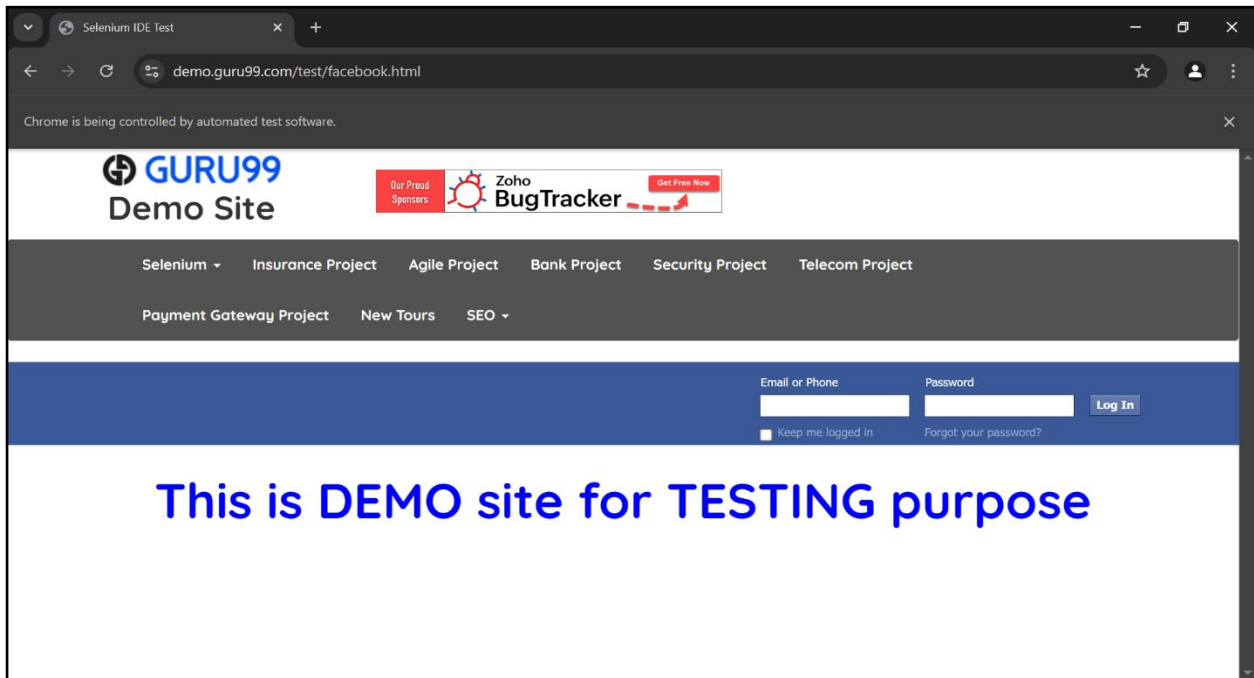 Selenium IDE Test
demo.guru99.com/test/facebook.html
Chrome is being controlled by automated test software.
GURU99
Demo Site
Our Proud
Sponsors
Zoho
BugTracker
Get Free Now
Selenium Insurance Project Agile Project Bank Project Security Project Telecom Project
Payment Gateway Project New Tours SEO
Email or Phone Password
Log In
Keep me logged in Forgot your password?
This is DEMO site for TESTING purpose